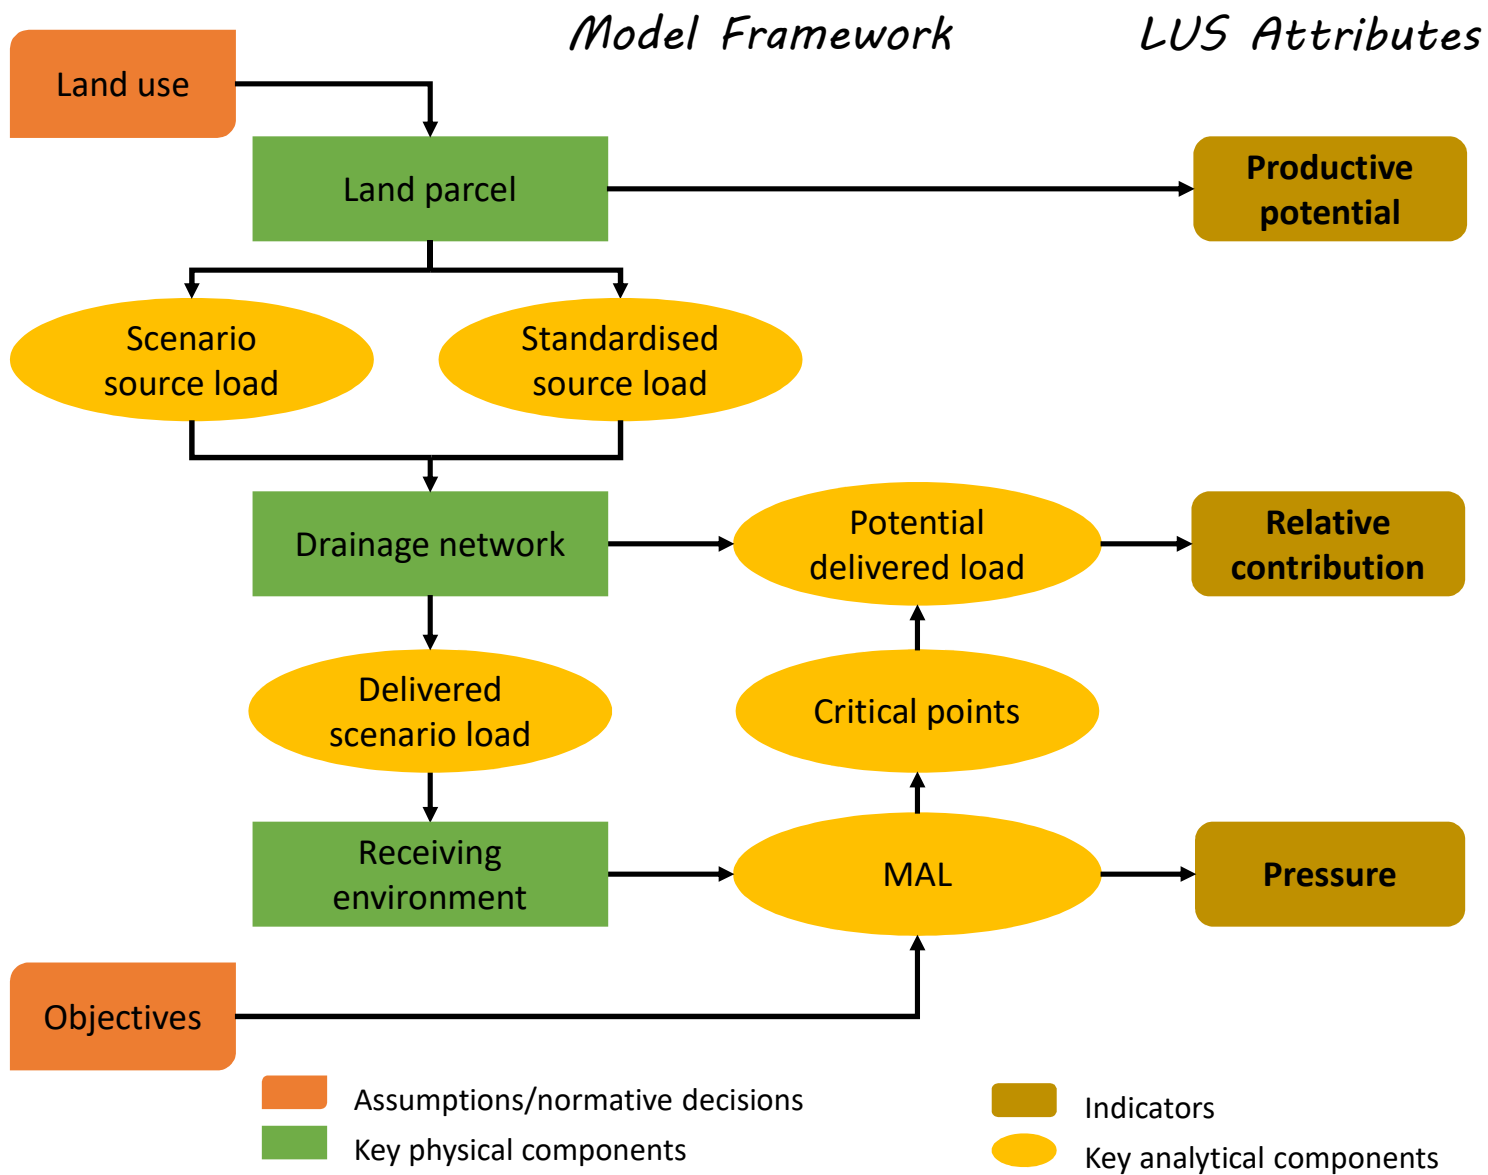 Model Framework
LUS Attributes
Land use
Land parcel
Productive
potential
Scenario
source load
Standardised
source load
Drainage network
Potential
delivered load
Relative
contribution
Delivered
scenario load
Critical points
Receiving
environment
MAL
Pressure
Objectives
Assumptions/normative decisions
Key physical components
Indicators
Key analytical components